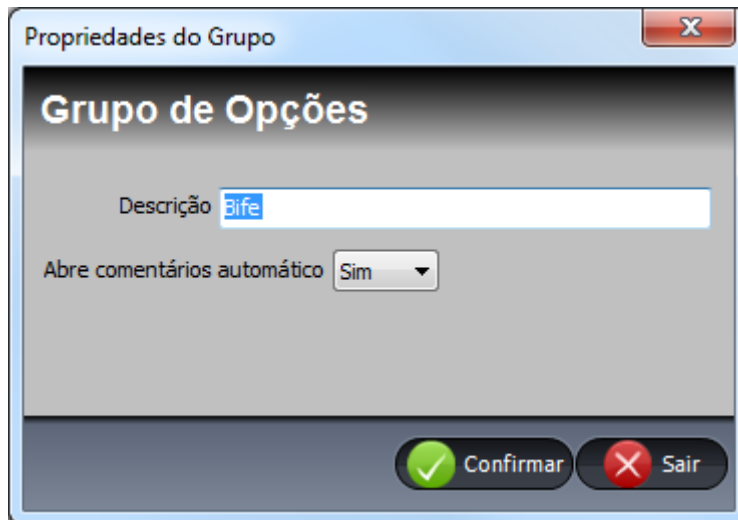 Propriedades do Grupo
Grupo de Opções
Descrição Bife
Abre comentários automático Sim
Confirmar Sair